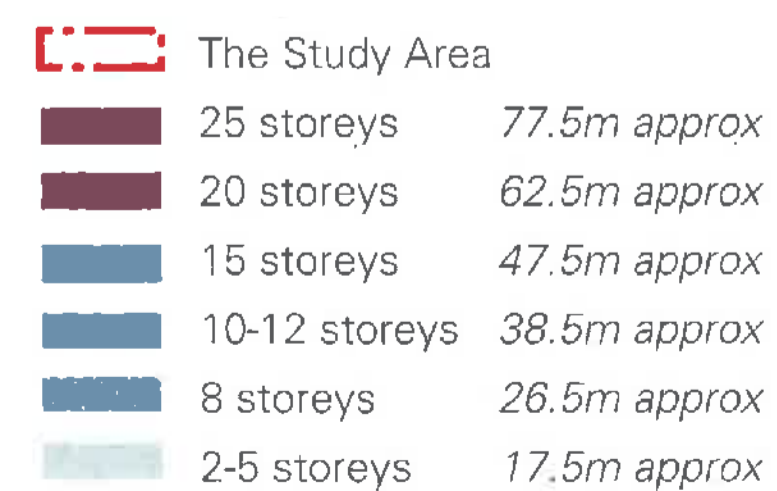 The Study Area
25 storeys 77.5m approx
20 storeys 62.5m approx
15 storeys 47.5m approx
10-12 storeys 38.5m approx
8 storeys 26.5m approx
2-5 storeys 17.5m approx